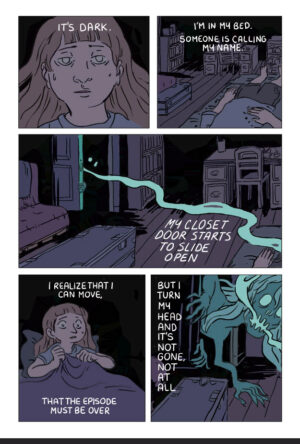 IT'S DARK.
I'M IN MY BED.
SOMEONE IS CALLING
MY NAME.
MY CLOSET
DOOR STARTS
TO SLIDE
OPEN
I REALIZE THAT I
CAN MOVE,
THAT THE EPISODE
MUST BE OVER
BUT I
TURN
MY
HEAD
AND
IT'S
NOT
GONE,
NOT
AT
ALL.